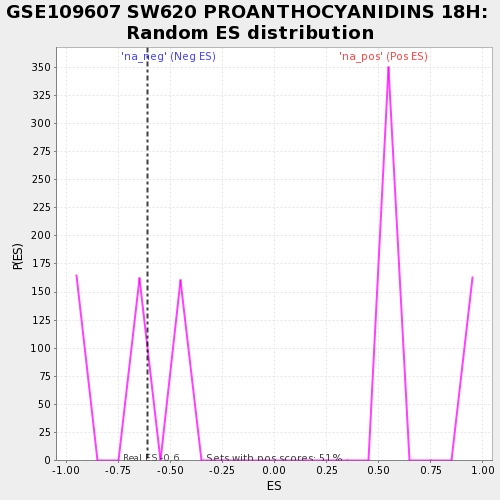 GSE109607 SW620 PROANTHOCYANIDINS 18H:
Random ES distribution
'na_neg' (Neg ES) 'na_pos' (Pos ES)
350
325
300
275
250
225
200
175
150
125
100
75
50
25
0
P(ES)
Real ES -0.6 Sets with pos scores: 51%
-1.00 -0.75 -0.50 -0.25 0.00 0.25 0.50 0.75 1.00
ES